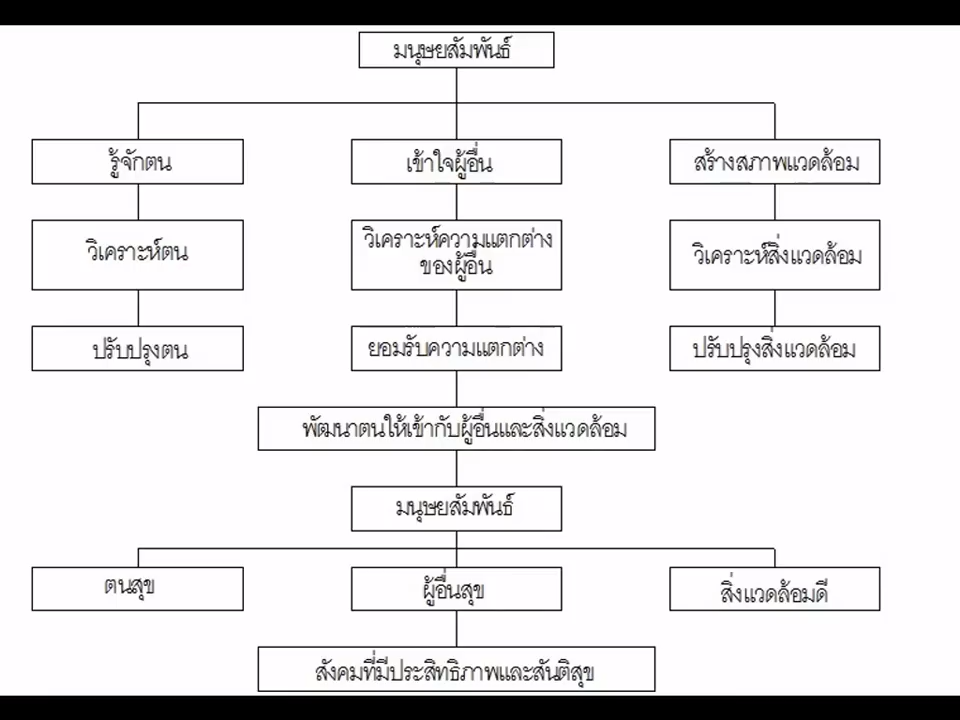 มนุษยสัมพันธ์
รู้จักตน
เข้าใจผู้อื่น
สร้างสภาพแวดล้อม
วิเคราะห์ตน
วิเคราะห์ความแตกต่าง
ของผู้อื่น
วิเคราะห์สิ่งแวดล้อม
ปรับปรุงตน
ยอมรับความแตกต่าง
ปรับปรุงสิ่งแวดล้อม
พัฒนาตนให้เข้ากับผู้อื่นและสิ่งแวดล้อม
มนุษยสัมพันธ์
ตนสุข
ผู้อื่นสุข
สิ่งแวดล้อมดี
สังคมที่มีประสิทธิภาพและสันติสุข